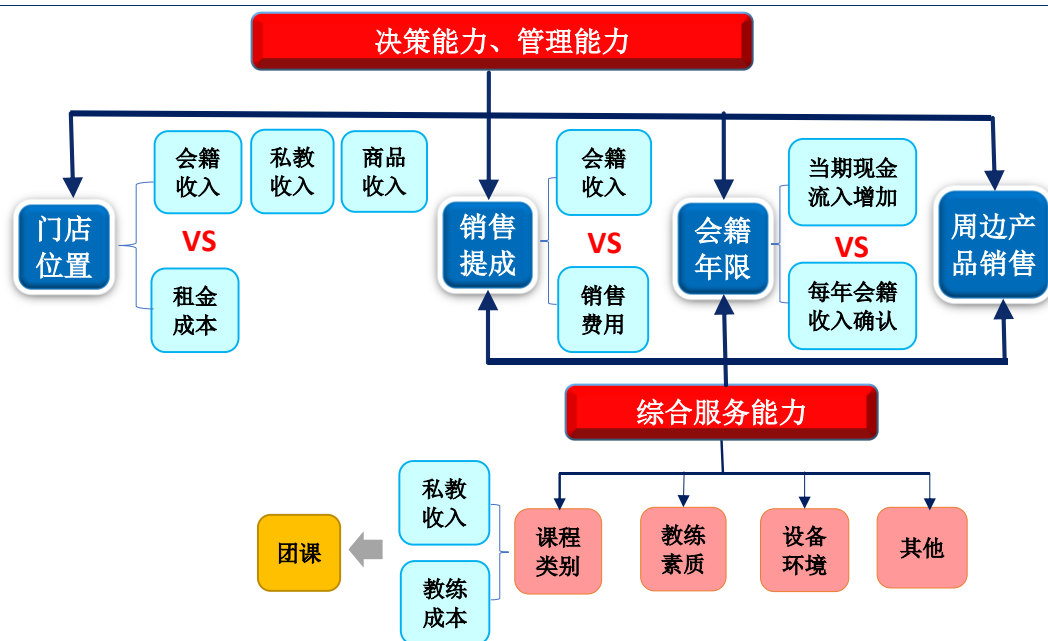 决策能力、管理能力
会籍
收入
私教
收入
商品
收入
会籍
收入
当期现金
流入增加
门店
位置
VS
销售
提成
VS
会籍
年限
VS
周边产
品销售
租金
成本
销售
费用
每年会籍
收入确认
综合服务能力
私教
收入
团课
课程
类别
教练
素质
设备
环境
其他
教练
成本